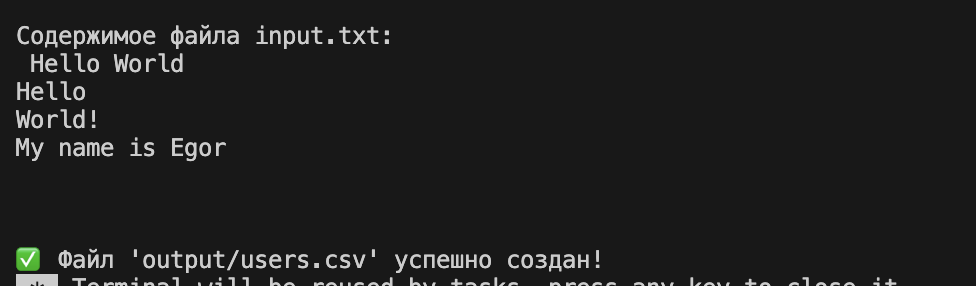 Содержимое файла input.txt:
Hello World
Hello
World!
My name is Egor
✅ Файл 'output/users.csv' успешно создан!
* Terminal will be reused by tasks, press any key to close it.